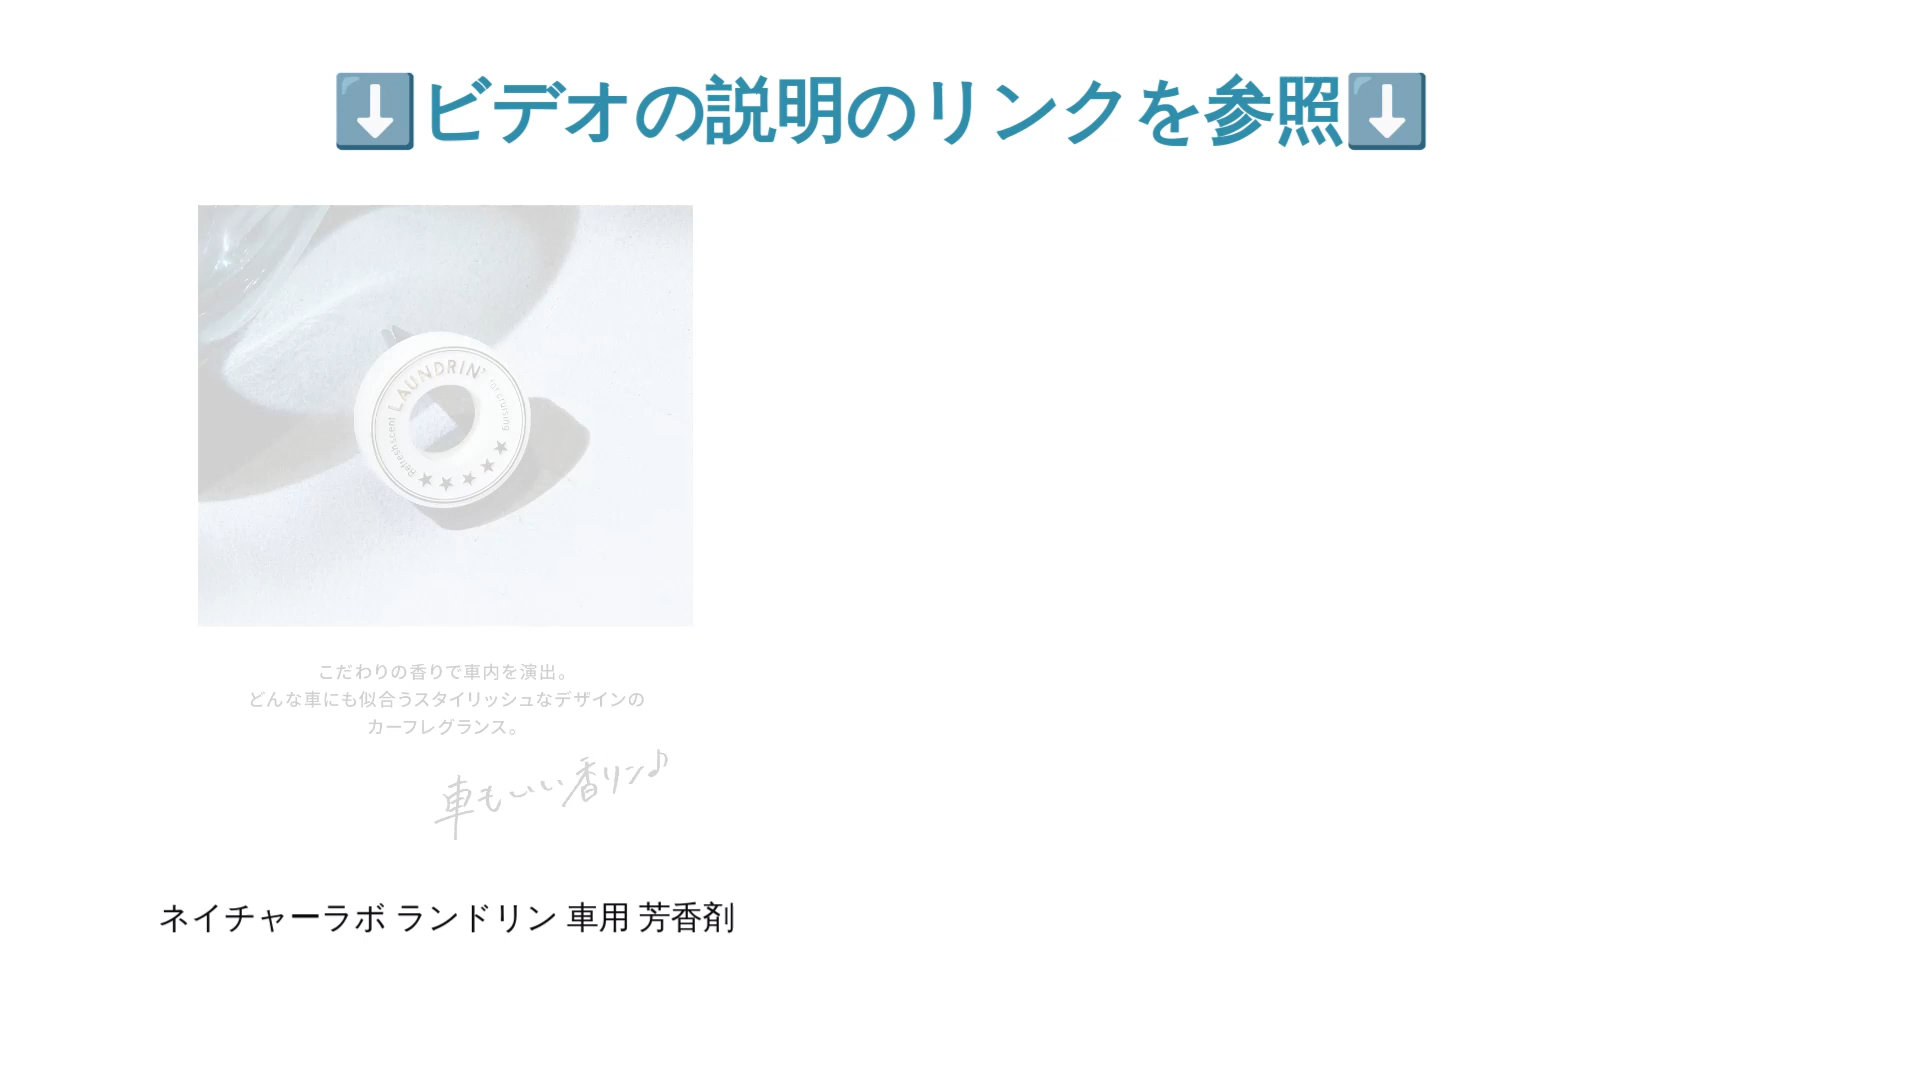 ⬇️ビデオの説明のリンクを参照⬇️
LAUNDRIN' for cruising
Refreshscent
★★★★★
こだわりの香りで車内を演出。
どんな車にも似合うスタイリッシュなデザインの
カーフレグランス。
車もいい香リン♪
ネイチャーラボ ランドリン 車用 芳香剤